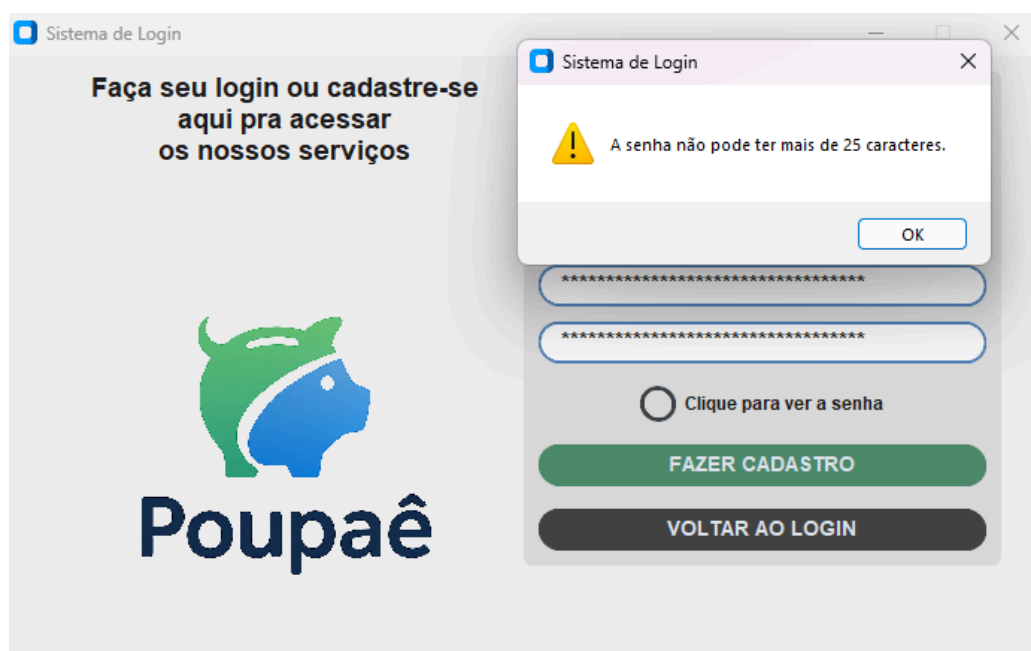 Sistema de Login
Faça seu login ou cadastre-se
aqui pra acessar
os nossos serviços
Poupaê
Sistema de Login
A senha não pode ter mais de 25 caracteres.
OK
**********************************
**********************************
Clique para ver a senha
FAZER CADASTRO
VOLTAR AO LOGIN